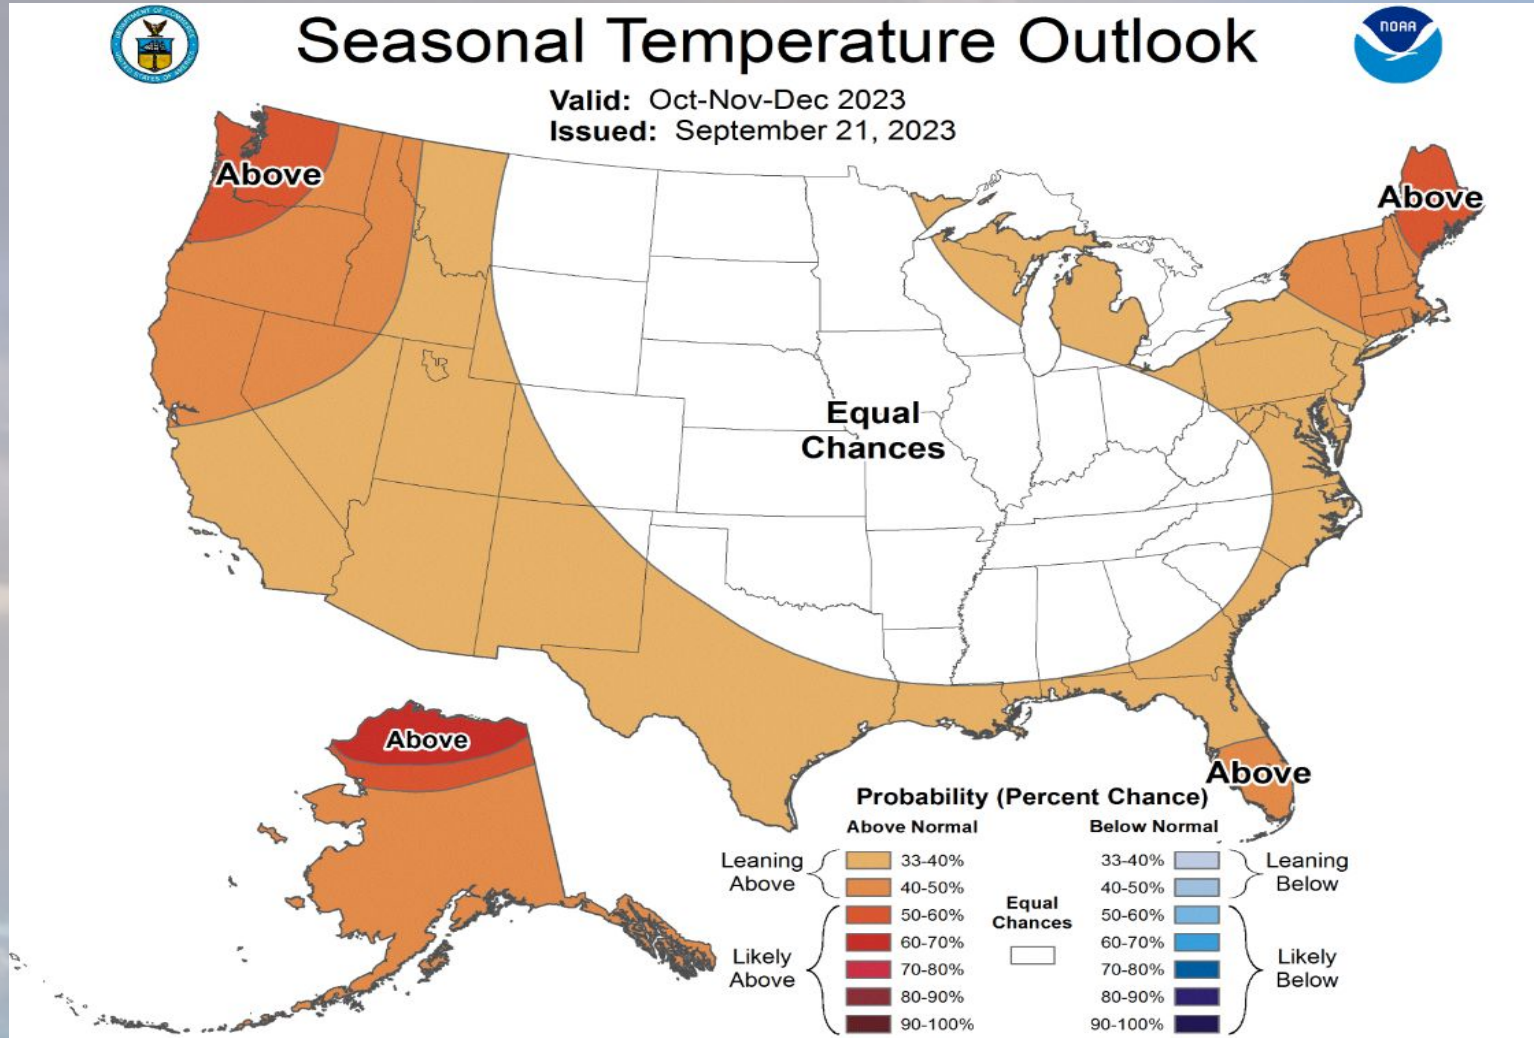 Seasonal Temperature Outlook
NOAA
Valid: Oct-Nov-Dec 2023
Issued: September 21, 2023
Above
Above
Equal
Chances
Above
Above
Probability (Percent Chance)
Above Normal
Below Normal
Leaning
Above
33-40%
40-50%
Likely
Above
50-60%
60-70%
70-80%
80-90%
90-100%
Equal
Chances
33-40%
40-50%
Leaning
Below
50-60%
60-70%
70-80%
80-90%
90-100%
Likely
Below